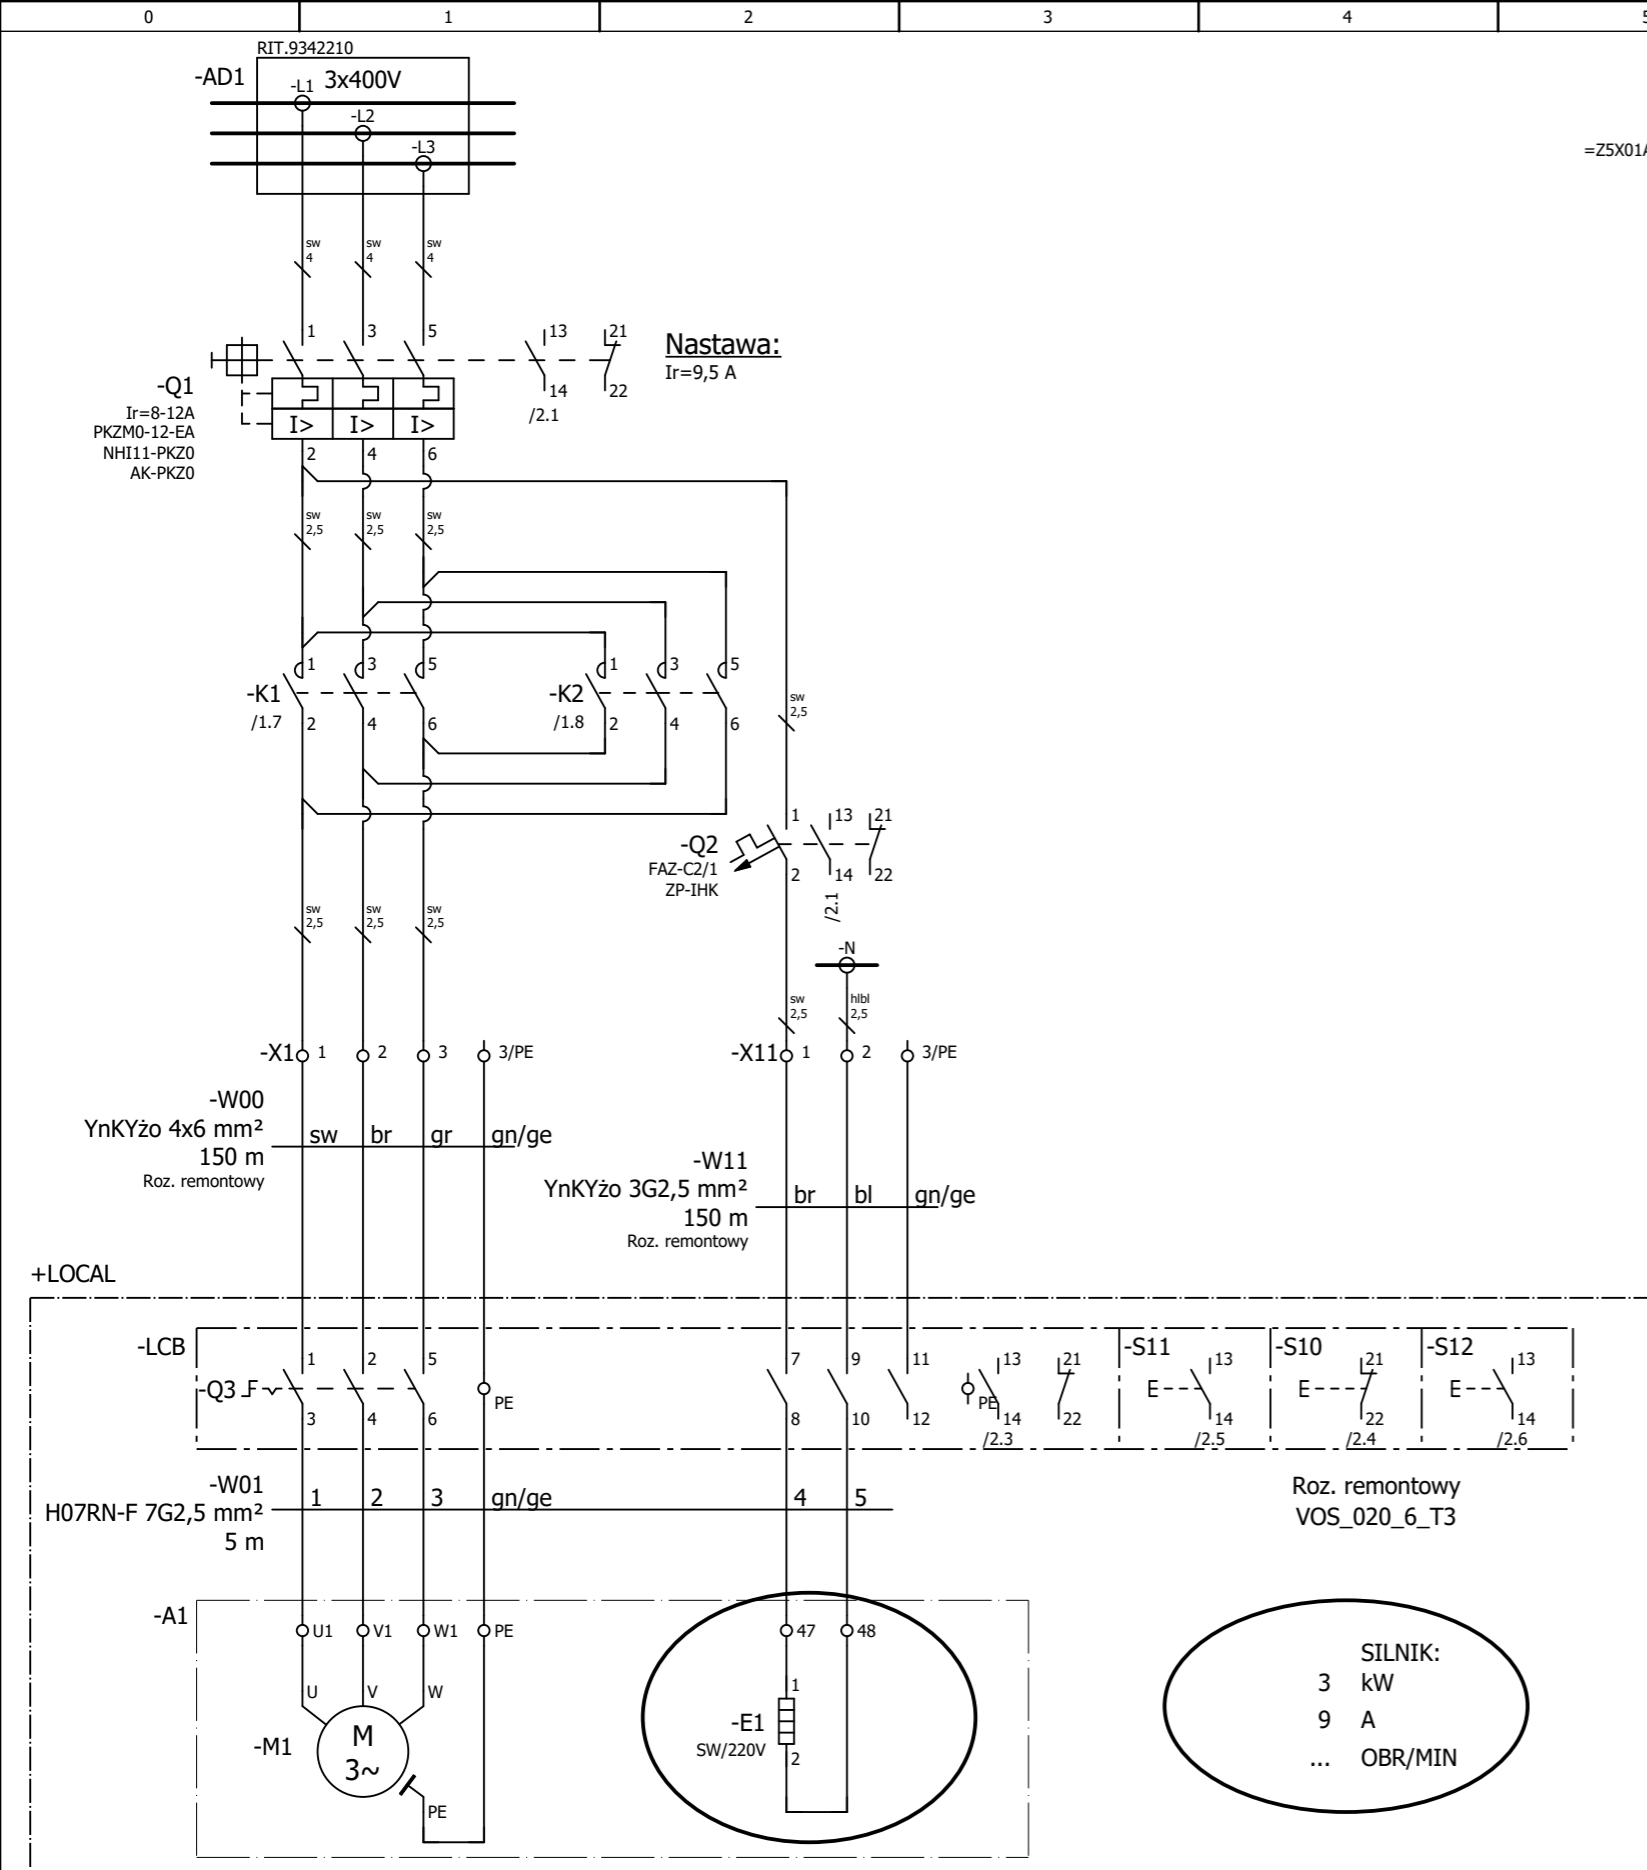 0 1 2 3 4 5
RIT.9342210
-AD1 3x400V
-L1
-L2
-L3
=Z5X01A
sw sw sw
4 4 4
1 3 5 13 21
Nastawa:
Ir=9,5 A
-Q1
14 22
/2.1
Ir=8-12A
PKZM0-12-EA
NHI11-PKZ0
AK-PKZ0
I> I> I>
2 4 6
sw sw sw
2,5 2,5 2,5
1 3 5 1 3 5
-K1 -K2
/1.7 2 4 6 /1.8 2 4 6
sw
2,5
1 13 21
-Q2
FAZ-C2/1
ZP-IHK
2 14 22
/2.1
sw sw sw
2,5 2,5 2,5
-N
sw hlbl
2,5 2,5
-X1 1 2 3 3/PE -X11 1 2 3/PE
-W00
YnKYżo 4x6 mm²
150 m
Roz. remontowy
sw br gr gn/ge
-W11
YnKYżo 3G2,5 mm²
150 m
Roz. remontowy
br bl gn/ge
+LOCAL
-LCB
1 2 5 7 9 11 13 21
-Q3 F
PE PE
3 4 6 8 10 12 14 22
/2.3
-S11 13
E
14
/2.5
-S10 21
E
22
/2.4
-S12 13
E
14
/2.6
-W01
H07RN-F 7G2,5 mm²
5 m
1 2 3 gn/ge 4 5
Roz. remontowy
VOS_020_6_T3
-A1
U1 V1 W1 PE 47 48
U V W
-M1
M
3~
PE
1
-E1
SW/220V
2
SILNIK:
3 kW
9 A
... OBR/MIN